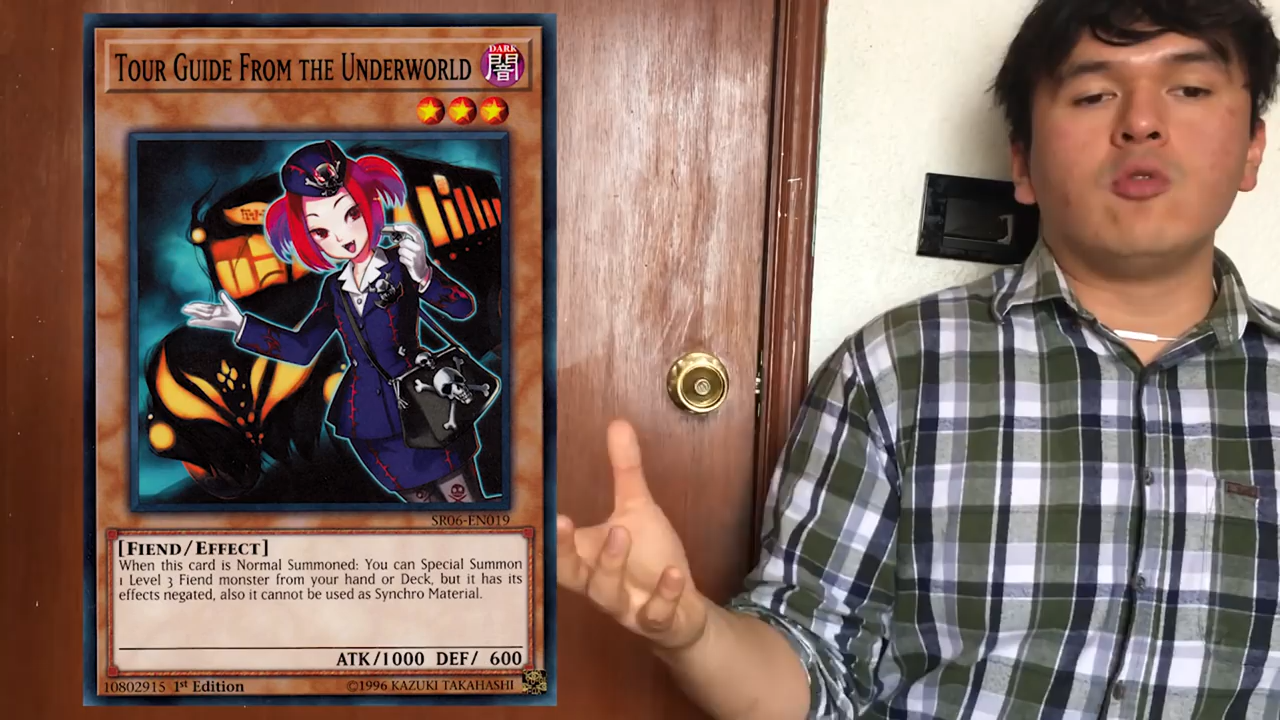 TOUR GUIDE FROM THE UNDERWORLD
DARK
闇
SR06-EN019
[FIEND/EFFECT]
When this card is Normal Summoned: You can Special Summon
1 Level 3 Fiend monster from your hand or Deck, but it has its
effects negated, also it cannot be used as Synchro Material.
ATK/1000 DEF/ 600
10802915 1st Edition ©1996 KAZUKI TAKAHASHI